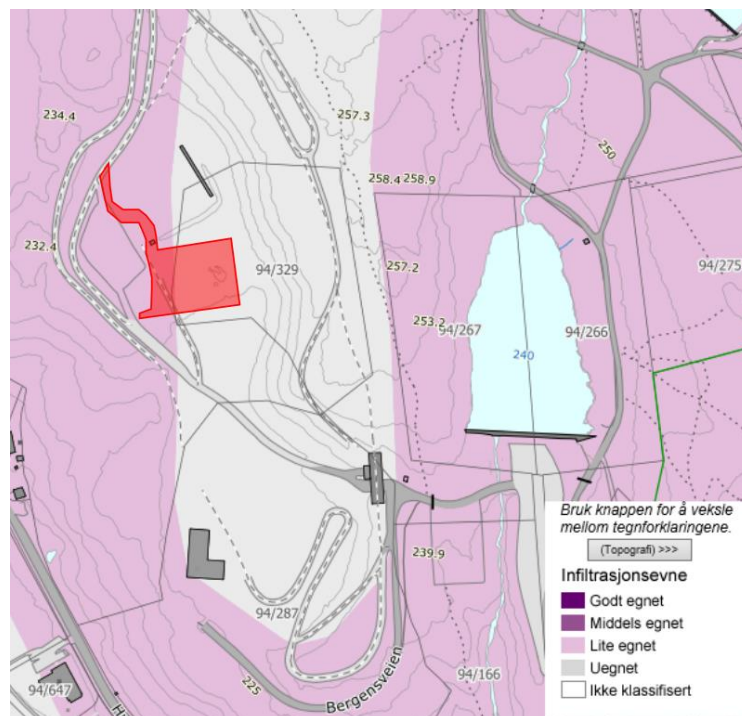 234.4
257.3
250
258.4 258.9
232.4
94/329
257.2
94/275
253.2
94/267
94/266
240
Bruk knappen for å veksle
mellom tegnforklaringene.
(Topografi) >>>
Infiltrasjonsevne
Godt egnet
Middels egnet
Lite egnet
Uegnet
Ikke klassifisert
239.9
94/287
94/166
94/647
225
Bergensveien